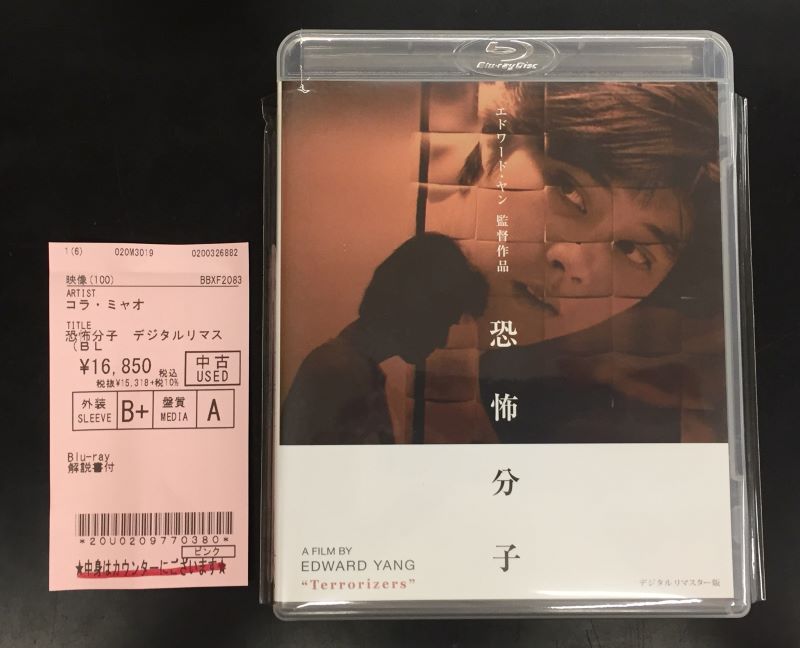 1(6) 020M3019 0200326882
映像(100) BBXF2083
ARTIST
コラ・ミャオ
TITLE
恐怖分子 デジタルリマス
(BL
¥16,850 税込
税抜¥15,318+税10%
中古
USED
外装
SLEEVE
B+
盤質
MEDIA
A
Blu-ray
解説書付
*20U0209770380*
ピンク
★中身はカウンターにございます★
Blu-ray Disc
エドワード・ヤン 監督作品
恐怖分子
A FILM BY
EDWARD YANG
"Terrorizers"
デジタルリマスター版